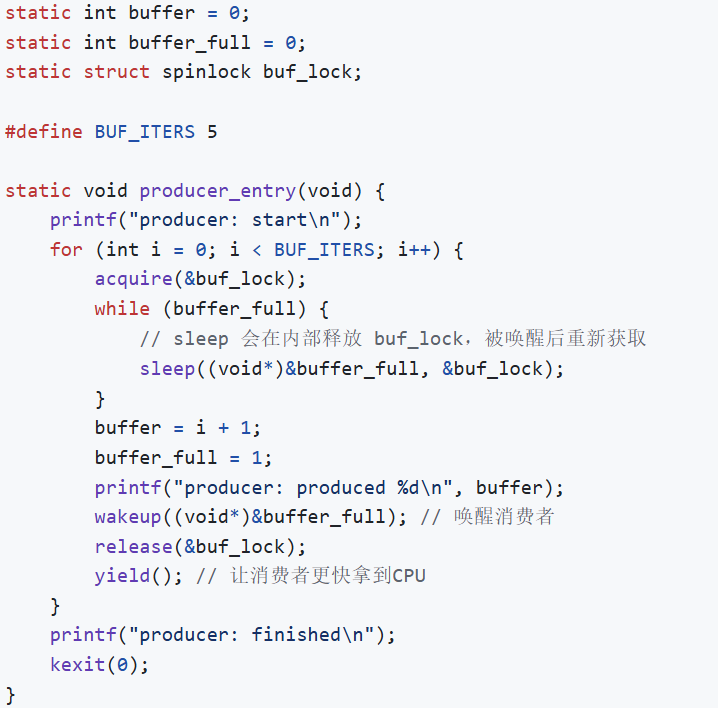 static int buffer = 0;
static int buffer_full = 0;
static struct spinlock buf_lock;

#define BUF_ITERS 5

static void producer_entry(void) {
    printf("producer: start\n");
    for (int i = 0; i < BUF_ITERS; i++) {
        acquire(&buf_lock);
        while (buffer_full) {
            // sleep 会在内部释放 buf_lock，被唤醒后重新获取
            sleep((void*)&buffer_full, &buf_lock);
        }
        buffer = i + 1;
        buffer_full = 1;
        printf("producer: produced %d\n", buffer);
        wakeup((void*)&buffer_full); // 唤醒消费者
        release(&buf_lock);
        yield(); // 让消费者更快拿到CPU
    }
    printf("producer: finished\n");
    kexit(0);
}